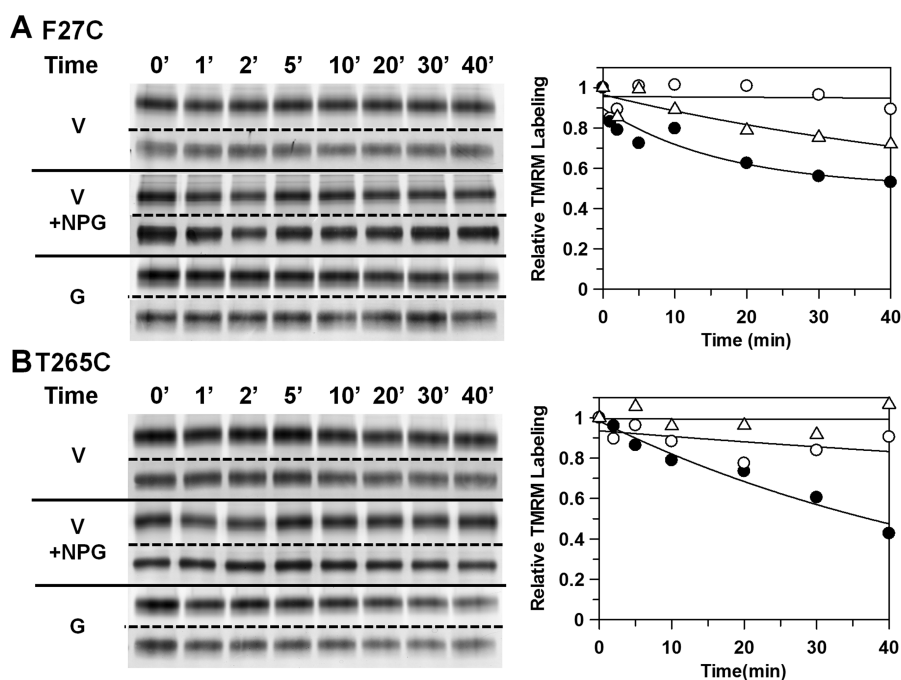 A F27C
Time 0’ 1’ 2’ 5’ 10’ 20’ 30’ 40’
V
V
+NPG
G
Relative TMRM Labeling
1
0.8
0.6
0.4
0.2
0
0 10 20 30 40
Time (min)
B T265C
Time 0’ 1’ 2’ 5’ 10’ 20’ 30’ 40’
V
V
+NPG
G
Relative TMRM Labeling
1
0.8
0.6
0.4
0.2
0
0 10 20 30 40
Time(min)